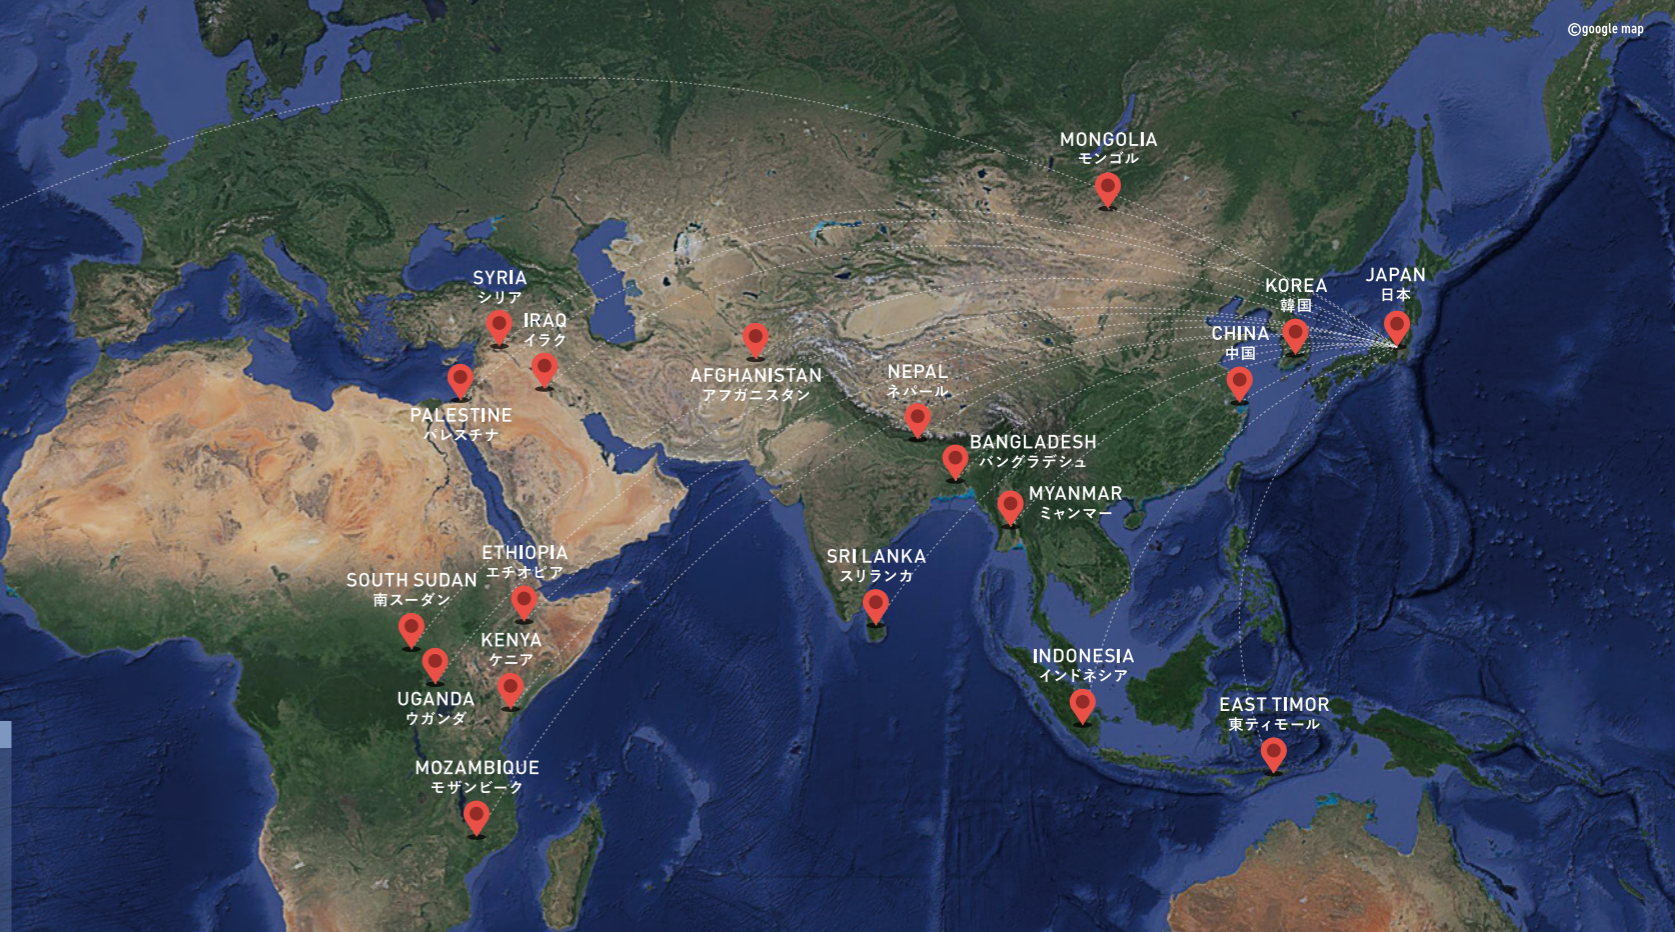 ©google map
MONGOLIA
モンゴル
SYRIA
シリア
IRAQ
イラク
KOREA
韓国
JAPAN
日本
CHINA
中国
AFGHANISTAN
アフガニスタン
NEPAL
ネパール
PALESTINE
パレスチナ
BANGLADESH
バングラデシュ
MYANMAR
ミャンマー
ETHIOPIA
エチオピア
SOUTH SUDAN
南スーダン
SRI LANKA
スリランカ
KENYA
ケニア
UGANDA
ウガンダ
INDONESIA
インドネシア
EAST TIMOR
東ティモール
MOZAMBIQUE
モザンビーク